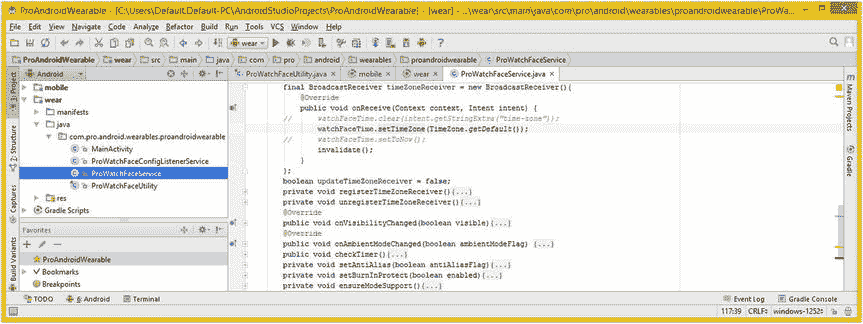 ProAndroidWearable - [C:\Users\Default.Default-PC\AndroidStudioProjects\ProAndroidWearable] - [wear] - ...\wear\src\main\java\com\pro\android\wearables\proandroidwearable\ProWa...
File Edit View Navigate Code Analyze Refactor Build Run Tools VCS Window Help
wear
ProAndroidWearable wear src main java com pro android wearables proandroidwearable ProWatchFaceService
Android ProWatchFaceUtility.java mobile wear ProWatchFaceService.java
1: Project
Z: Structure
Captures
Build Variants
mobile
wear
manifests
java
com.pro.android.wearables.proandroidwearable
MainActivity
ProWatchFaceConfigListenerService
ProWatchFaceService
ProWatchFaceUtility
res
Gradle Scripts
Favorites
ProAndroidWearable
Bookmarks
Breakpoints
final BroadcastReceiver timeZoneReceiver = new BroadcastReceiver(){
@Override
public void onReceive(Context context, Intent intent) {
// watchFaceTime.clear(intent.getStringExtra("time-zone"));
watchFaceTime.setTimeZone(TimeZone.getDefault());
// watchFaceTime.setToNow();
invalidate();
}
};
boolean updateTimeZoneReceiver = false;
private void registerTimeZoneReceiver(){...}
private void unregisterTimeZoneReceiver(){...}
@Override
public void onVisibilityChanged(boolean visible){...}
@Override
public void onAmbientModeChanged(boolean ambientModeFlag) {...}
public void checkTimer(){...}
private void setAntiAlias(boolean antiAliasFlag){...}
private void setBurnInProtect(boolean enabled){...}
private void ensureModeSupport(){...}
Maven Projects
Gradle
TODO 6: Android Terminal Event Log Gradle Console
117:39 CRLF windows-1252